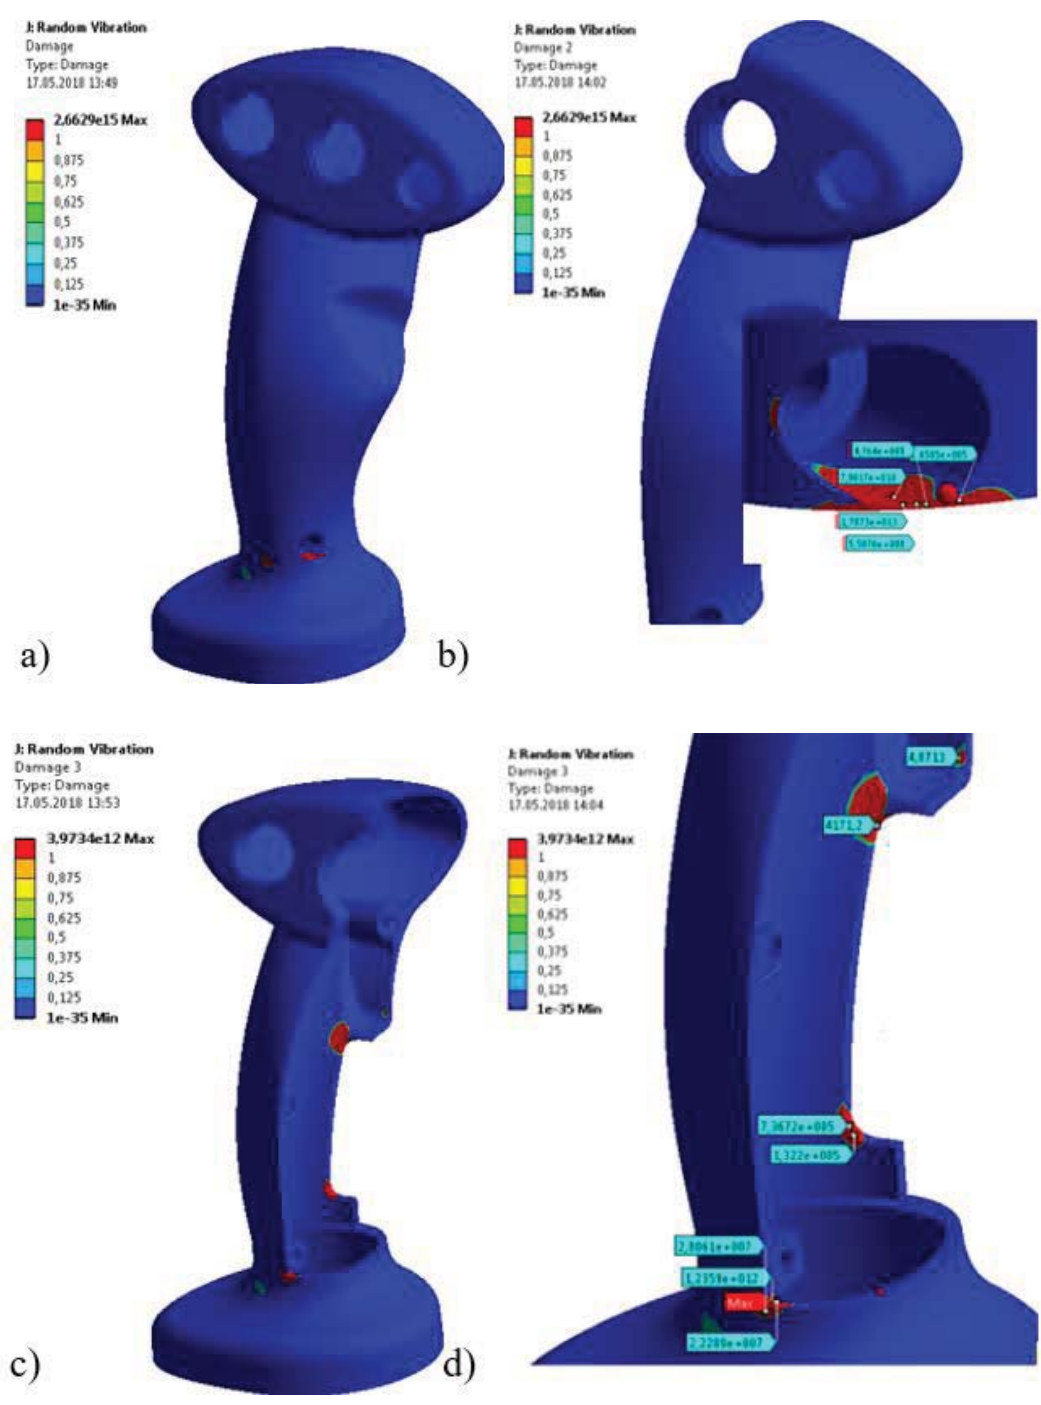 J: Random Vibration
Damage
Type: Damage
17.05.2018 13:49
2,6629e15 Max
1
0,875
0,75
0,625
0,5
0,375
0,25
0,125
1e-35 Min
a)
J: Random Vibration
Damage 2
Type: Damage
17.05.2018 14:02
2,6629e15 Max
1
0,875
0,75
0,625
0,5
0,375
0,25
0,125
1e-35 Min
b)
J: Random Vibration
Damage 3
Type: Damage
17.05.2018 13:53
3,9734e12 Max
1
0,875
0,75
0,625
0,5
0,375
0,25
0,125
1e-35 Min
c)
J: Random Vibration
Damage 3
Type: Damage
17.05.2018 14:04
3,9734e12 Max
1
0,875
0,75
0,625
0,5
0,375
0,25
0,125
1e-35 Min
4,8713
4171,2
7,3672e+005
1,322e+005
2,8061e+007
1,2359e+012
Max
2,2289e+007
d)